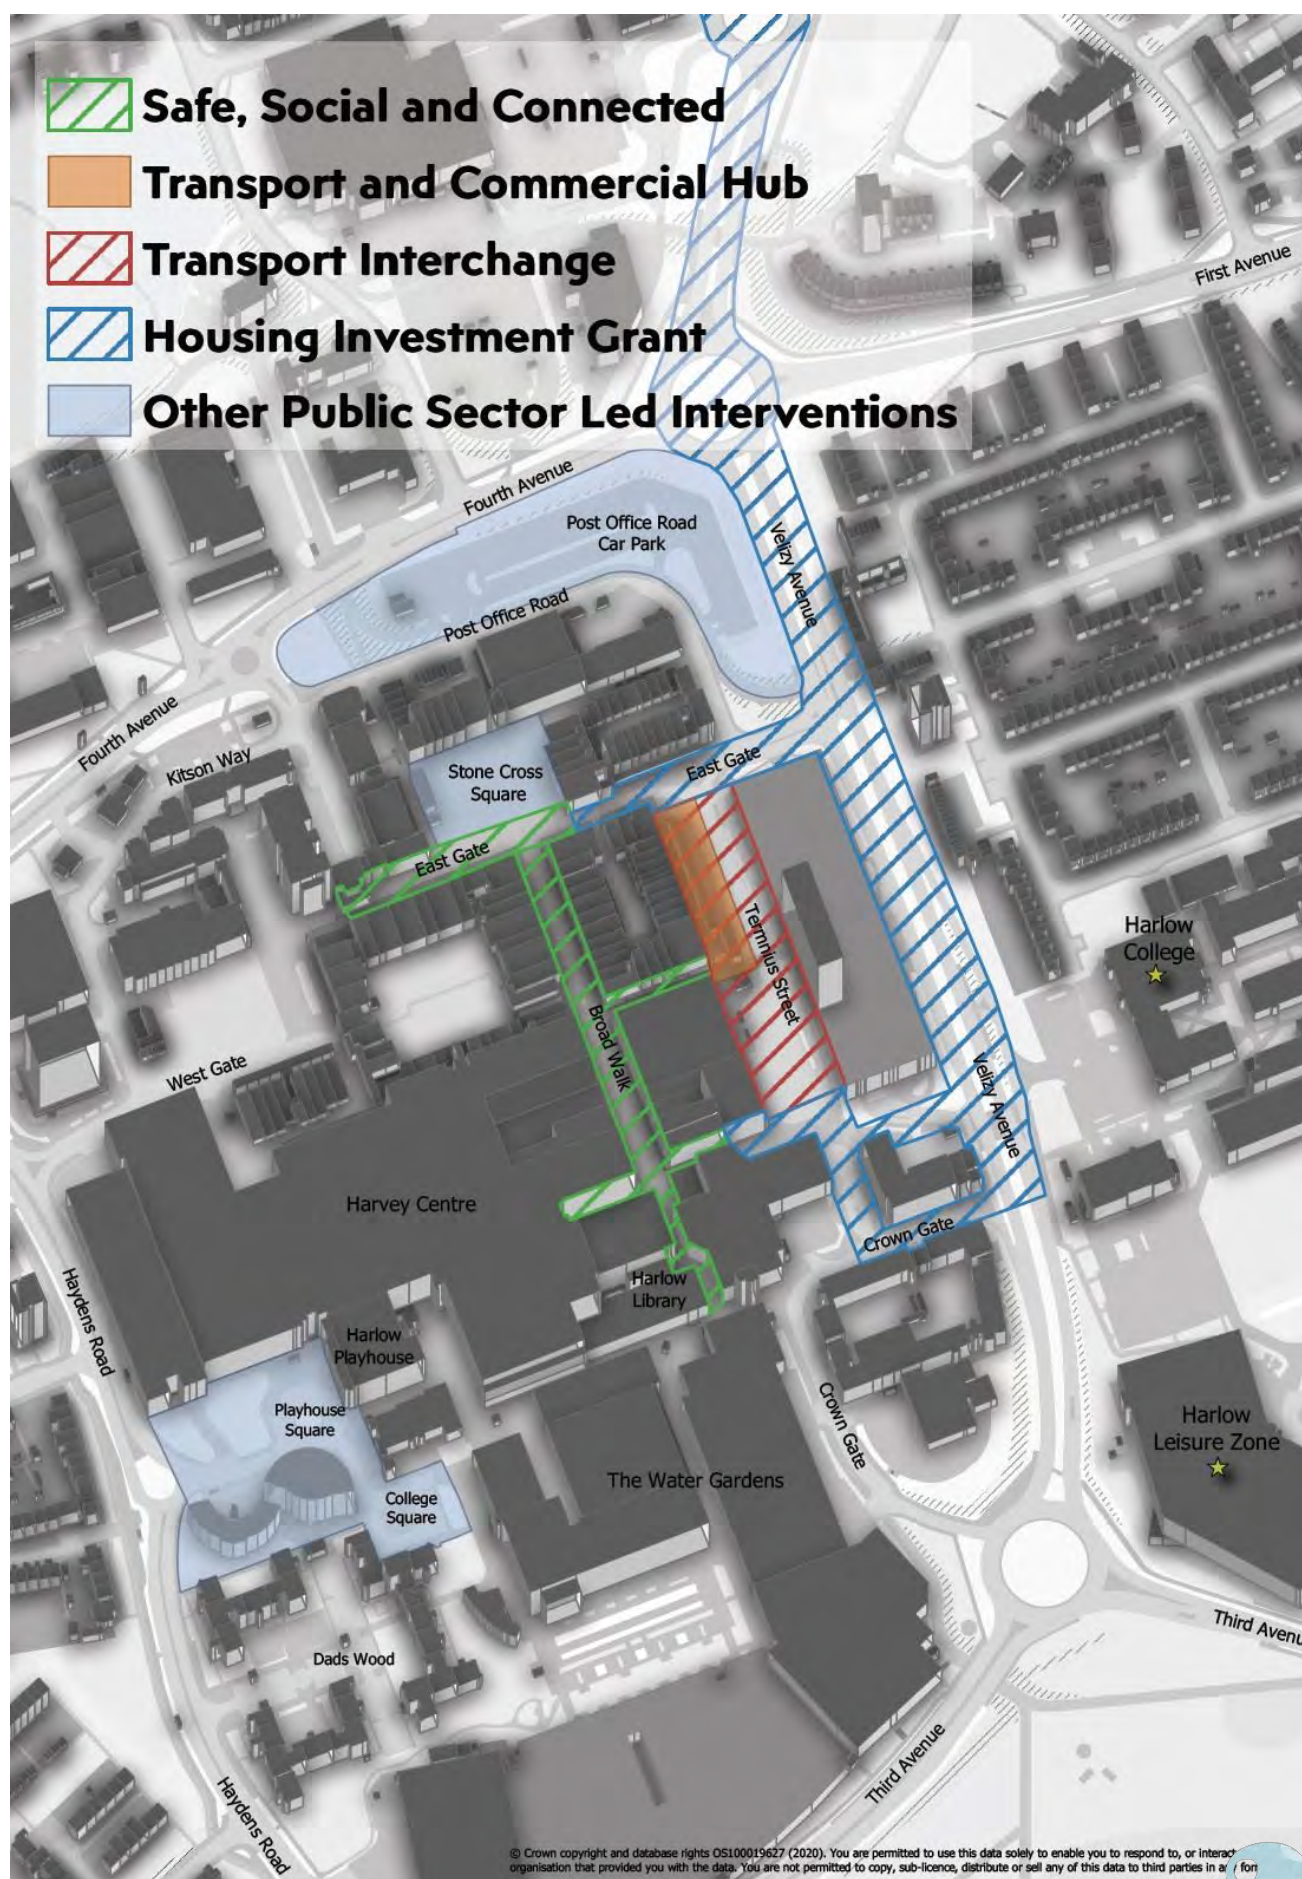 Safe, Social and Connected
Transport and Commercial Hub
Transport Interchange
Housing Investment Grant
Other Public Sector Led Interventions
First Avenue
Fourth Avenue
Post Office Road
Car Park
Velizy Avenue
Post Office Road
Fourth Avenue
Kitson Way
Stone Cross
Square
East Gate
East Gate
Harlow
College
Termnius Street
Broad Walk
West Gate
Velizy Avenue
Harvey Centre
Crown Gate
Harlow
Library
Haydens Road
Harlow
Playhouse
Playhouse
Square
Crown Gate
Harlow
Leisure Zone
The Water Gardens
College
Square
Third Avenu
Dads Wood
Third Avenue
Haydens Road
© Crown copyright and database rights OS100019627 (2020). You are permitted to use this data solely to enable you to respond to, or interact
organisation that provided you with the data. You are not permitted to copy, sub-licence, distribute or sell any of this data to third parties in any form